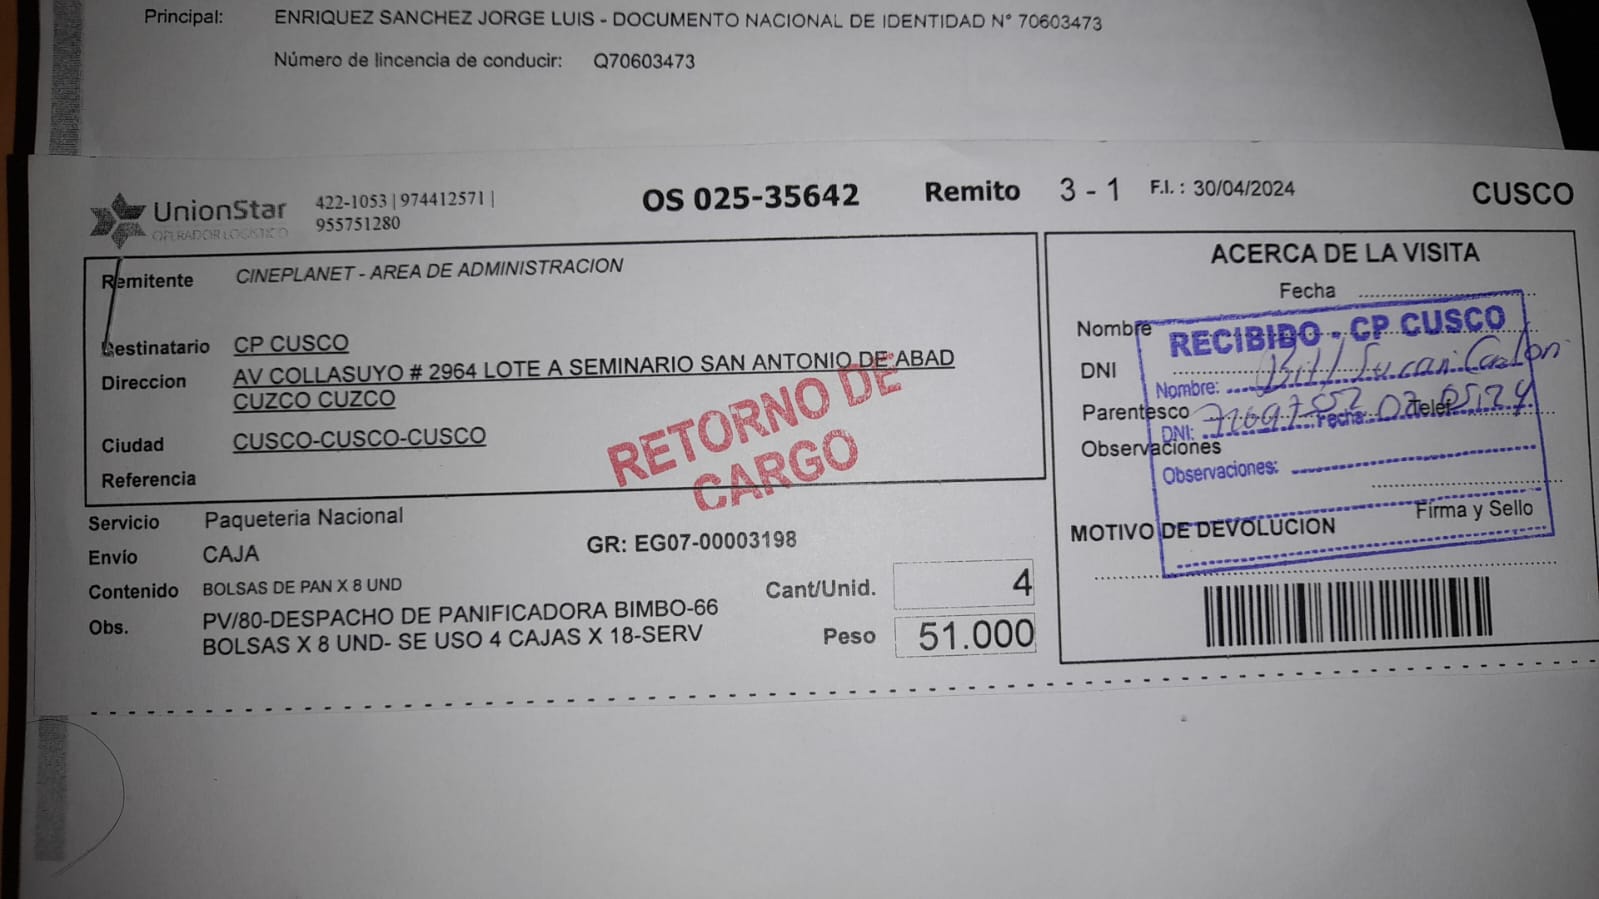 Principal: ENRIQUEZ SANCHEZ JORGE LUIS - DOCUMENTO NACIONAL DE IDENTIDAD N° 70603473
Número de lincencia de conducir: Q70603473
UnionStar
OPERADOR LOGISTICO
422-1053 | 974412571 |
955751280
OS 025-35642 Remito 3 - 1 F.I. : 30/04/2024 CUSCO
Remitente CINEPLANET - AREA DE ADMINISTRACION
Destinatario CP CUSCO
Direccion AV COLLASUYO # 2964 LOTE A SEMINARIO SAN ANTONIO DE ABAD
CUZCO CUZCO
Ciudad CUSCO-CUSCO-CUSCO
Referencia
RETORNO DE
CARGO
Servicio Paqueteria Nacional
Envío CAJA
GR: EG07-00003198
Contenido BOLSAS DE PAN X 8 UND
Cant/Unid. 4
Obs. PV/80-DESPACHO DE PANIFICADORA BIMBO-66
BOLSAS X 8 UND- SE USO 4 CAJAS X 18-SERV
Peso 51.000
ACERCA DE LA VISITA
Fecha
Nombre
DNI
Parentesco
Telef
Observaciones
Firma y Sello
MOTIVO DE DEVOLUCION
RECIBIDO - CP CUSCO
Nombre:
DNI: Fecha:
Observaciones: